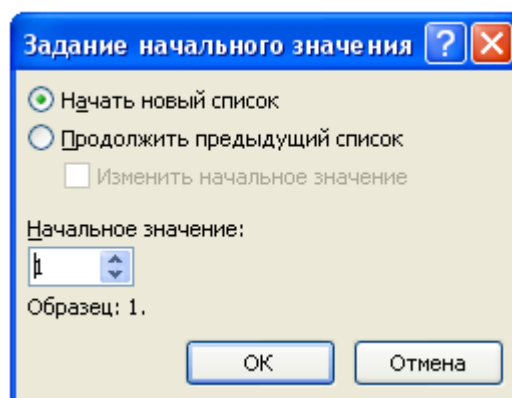 Задание начального значения ?
Начать новый список
Продолжить предыдущий список
Изменить начальное значение
Начальное значение:
1
Образец: 1.
ОК Отмена